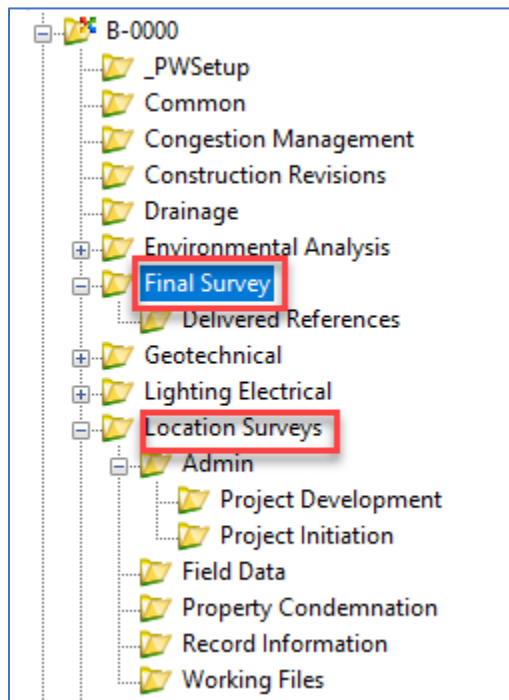 B-0000
_PWSetup
Common
Congestion Management
Construction Revisions
Drainage
Environmental Analysis
Final Survey
Delivered References
Geotechnical
Lighting Electrical
Location Surveys
Admin
Project Development
Project Initiation
Field Data
Property Condemnation
Record Information
Working Files